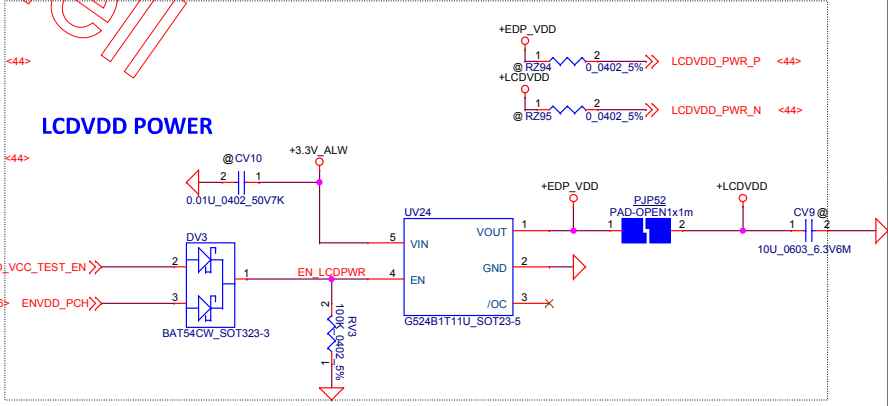 +EDP_VDD
1 2
<44>
@ RZ94 0_0402_5% LCDVDD_PWR_P <44>
+LCDVDD
1 2
@ RZ95 0_0402_5% LCDVDD_PWR_N <44>
LCDVDD POWER
<44>
@ CV10
+3.3V_ALW
2 1
0.01U_0402_50V7K
+EDP_VDD
PJP52
PAD-OPEN1x1m
+LCDVDD
CV9 @
UV24
1 2
1 2
10U_0603_6.3V6M
5 VIN
VOUT 1
DV3
_VCC_TEST_EN 2
1 EN_LCDPWR 4 EN
GND 2
ENVDD_PCH 3
/OC 3
BAT54CW_SOT323-3
G524B1T11U_SOT23-5
2
RV3
100K_0402_5%
1